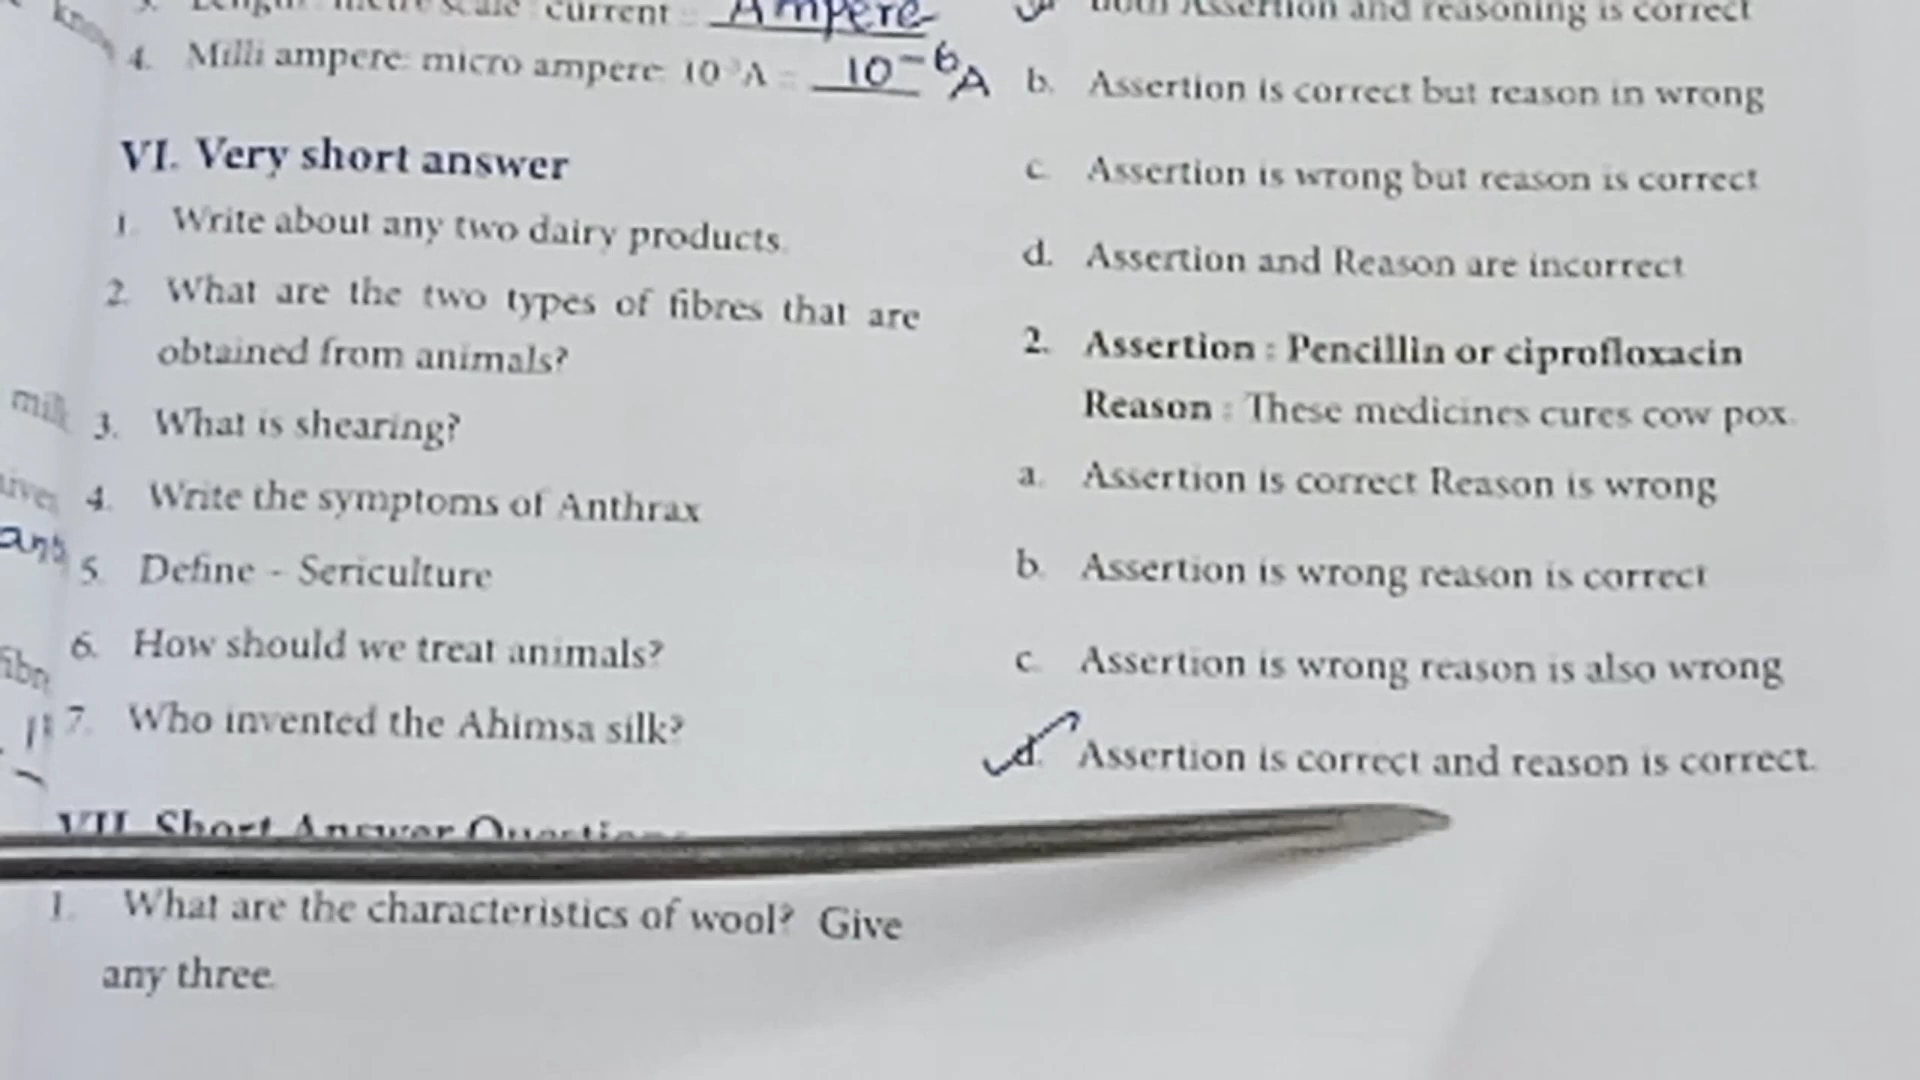 current Ampere
4. Milli ampere: micro ampere: 10⁻³A = 10⁻⁶A
VI. Very short answer
1. Write about any two dairy products.
2. What are the two types of fibres that are
obtained from animals?
3. What is shearing?
4. Write the symptoms of Anthrax
5. Define - Sericulture
6. How should we treat animals?
7. Who invented the Ahimsa silk?
VII. Short Answer Questions
1. What are the characteristics of wool? Give
any three.
both Assertion and reasoning is correct
b. Assertion is correct but reason in wrong
c. Assertion is wrong but reason is correct
d. Assertion and Reason are incorrect
2. Assertion : Pencillin or ciprofloxacin
Reason : These medicines cures cow pox.
a. Assertion is correct Reason is wrong
b. Assertion is wrong reason is correct
c. Assertion is wrong reason is also wrong
d. Assertion is correct and reason is correct.